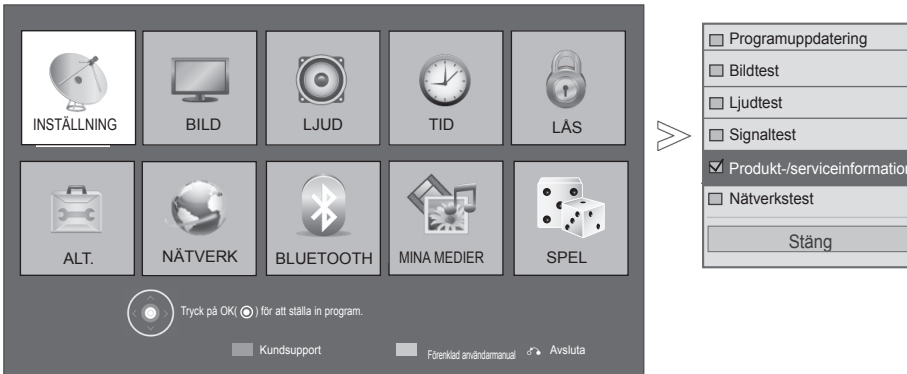 INSTÄLLNING BILD LJUD TID LÅS
ALT. NÄTVERK BLUETOOTH MINA MEDIER SPEL
Tryck på OK( ) för att ställa in program.
Kundsupport Förenklad användarmanual Avsluta
Programuppdatering
Bildtest
Ljudtest
Signaltest
Produkt-/serviceinformation
Nätverkstest
Stäng